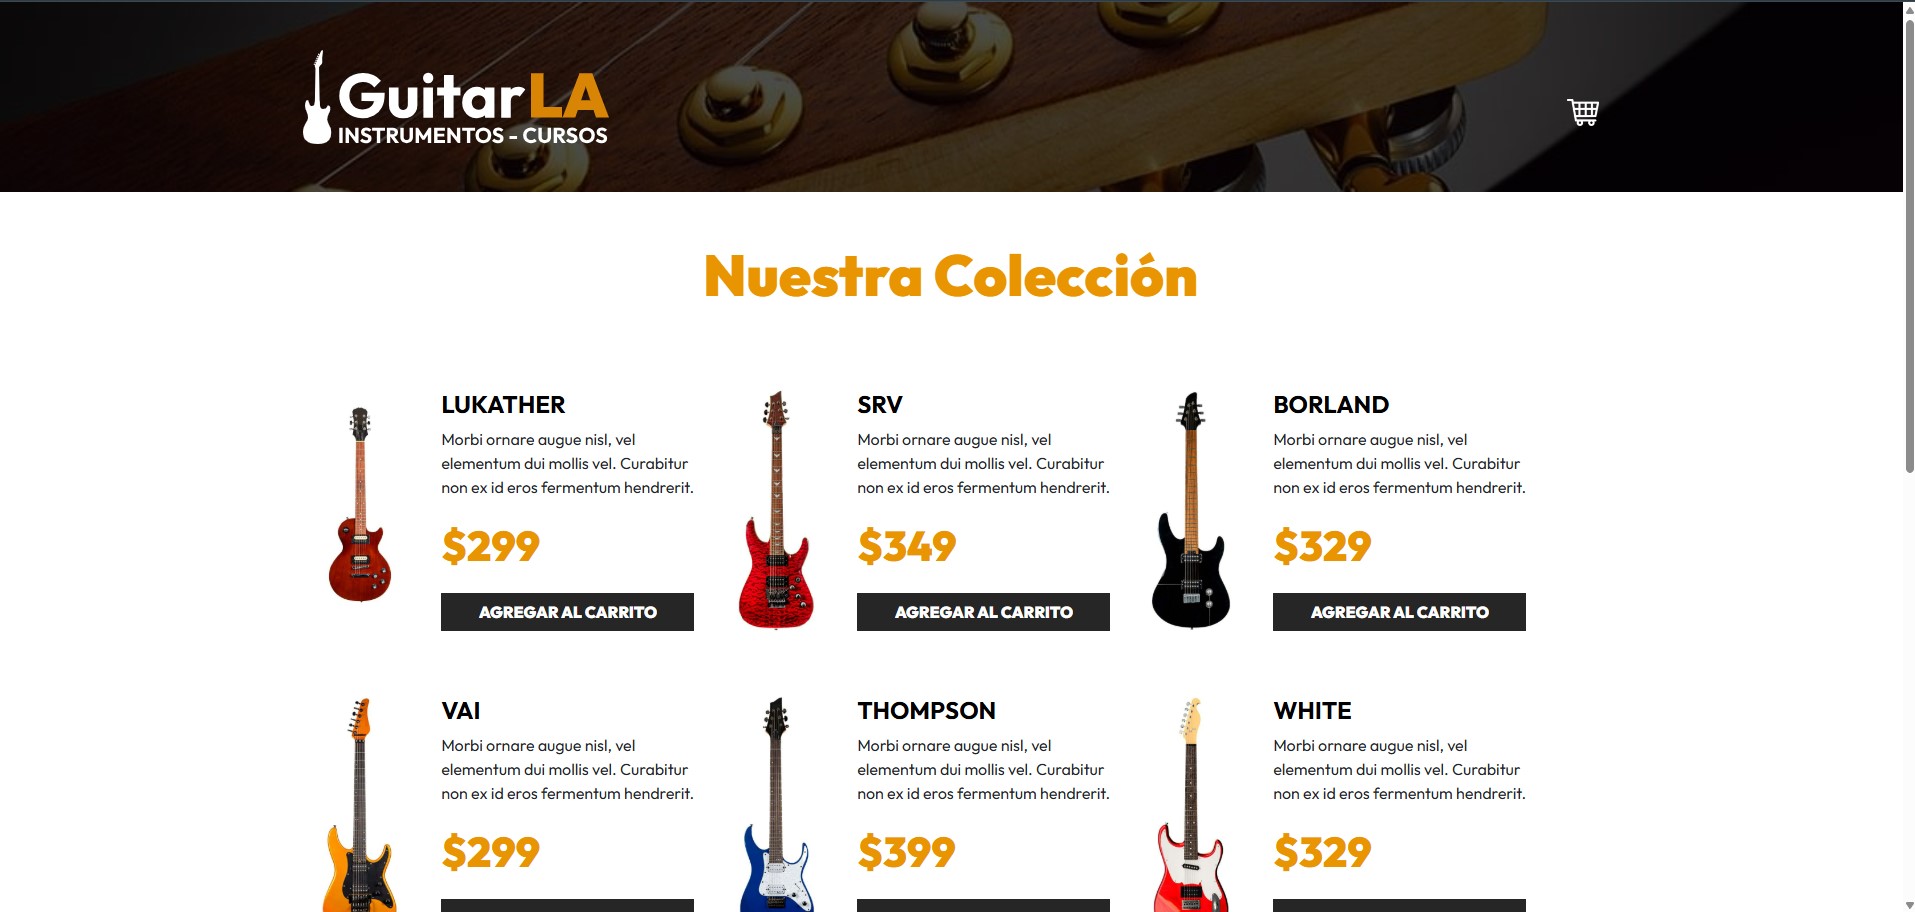 GuitarLA
INSTRUMENTOS - CURSOS
Nuestra Colección
LUKATHER
Morbi ornare augue nisl, vel
elementum dui mollis vel. Curabitur
non ex id eros fermentum hendrerit.
$299
AGREGAR AL CARRITO
SRV
Morbi ornare augue nisl, vel
elementum dui mollis vel. Curabitur
non ex id eros fermentum hendrerit.
$349
AGREGAR AL CARRITO
BORLAND
Morbi ornare augue nisl, vel
elementum dui mollis vel. Curabitur
non ex id eros fermentum hendrerit.
$329
AGREGAR AL CARRITO
VAI
Morbi ornare augue nisl, vel
elementum dui mollis vel. Curabitur
non ex id eros fermentum hendrerit.
$299
THOMPSON
Morbi ornare augue nisl, vel
elementum dui mollis vel. Curabitur
non ex id eros fermentum hendrerit.
$399
WHITE
Morbi ornare augue nisl, vel
elementum dui mollis vel. Curabitur
non ex id eros fermentum hendrerit.
$329